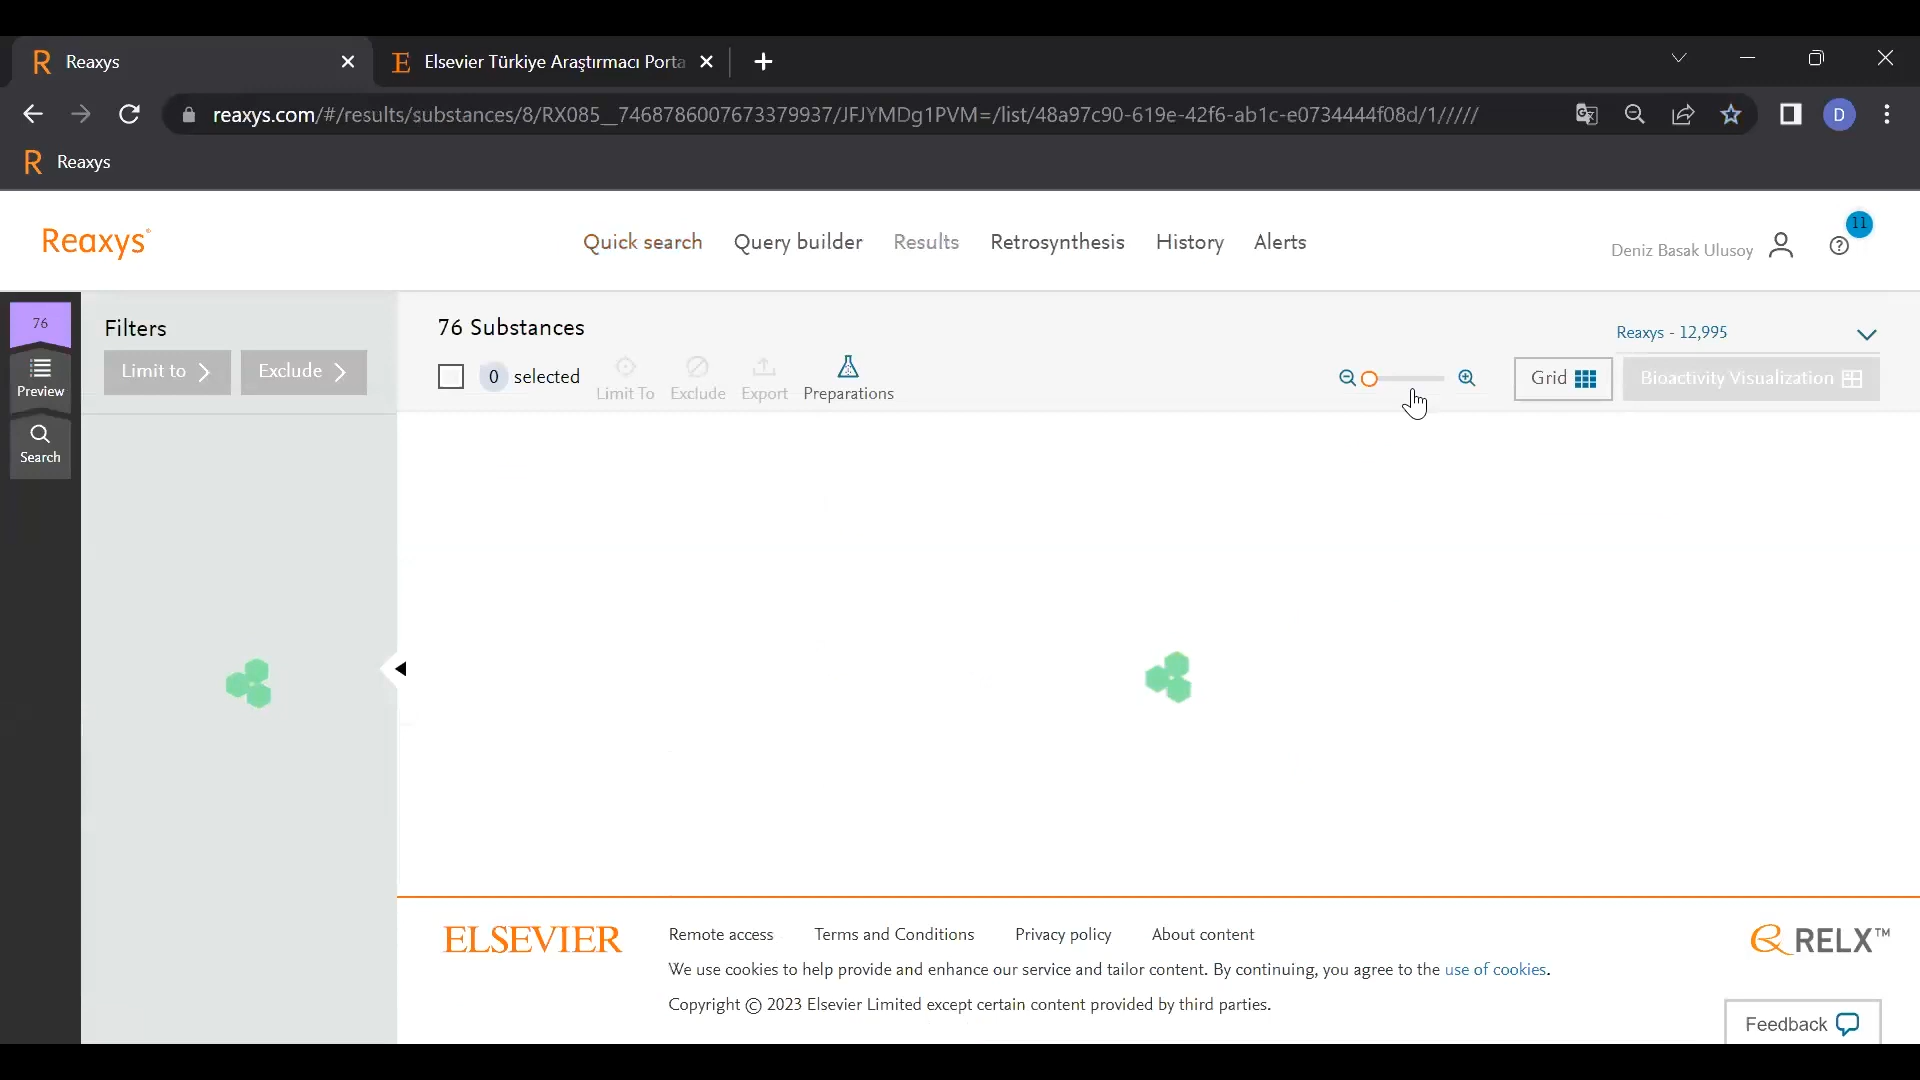 Reaxys
Elsevier Türkiye Araştırmacı Porta
reaxys.com/#/results/substances/8/RX085__7468786007673379937/JFJYMDg1PVM=/list/48a97c90-619e-42f6-ab1c-e0734444f08d/1/////
D
Reaxys
Reaxys
Quick search
Query builder
Results
Retrosynthesis
History
Alerts
Deniz Basak Ulusoy
11
76
Preview
Search
Filters
Limit to
Exclude
76 Substances
0 selected
Limit To
Exclude
Export
Preparations
Reaxys - 12,995
Grid
Bioactivity Visualization
ELSEVIER
Remote access
Terms and Conditions
Privacy policy
About content
We use cookies to help provide and enhance our service and tailor content. By continuing, you agree to the use of cookies.
Copyright © 2023 Elsevier Limited except certain content provided by third parties.
RELX™
Feedback